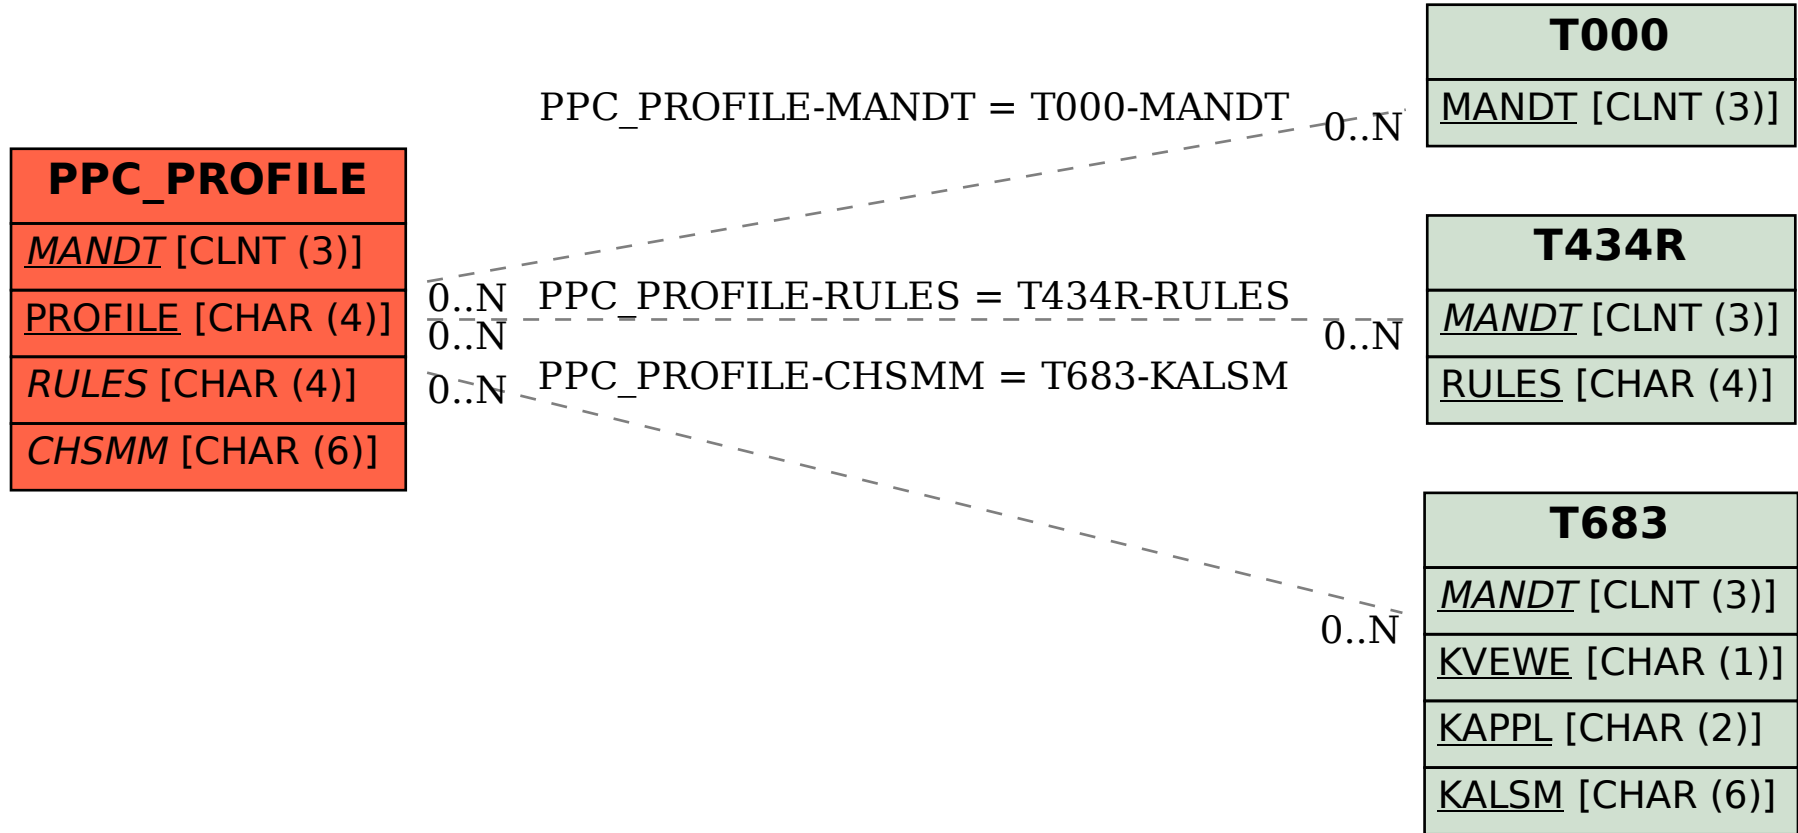 PPC_PROFILE
MANDT [CLNT (3)]
PROFILE [CHAR (4)]
RULES [CHAR (4)]
CHSMM [CHAR (6)]
PPC_PROFILE-MANDT = T000-MANDT
0..N
0..N
PPC_PROFILE-RULES = T434R-RULES
0..N
0..N
PPC_PROFILE-CHSMM = T683-KALSM
0..N
0..N
T000
MANDT [CLNT (3)]
T434R
MANDT [CLNT (3)]
RULES [CHAR (4)]
T683
MANDT [CLNT (3)]
KVEWE [CHAR (1)]
KAPPL [CHAR (2)]
KALSM [CHAR (6)]